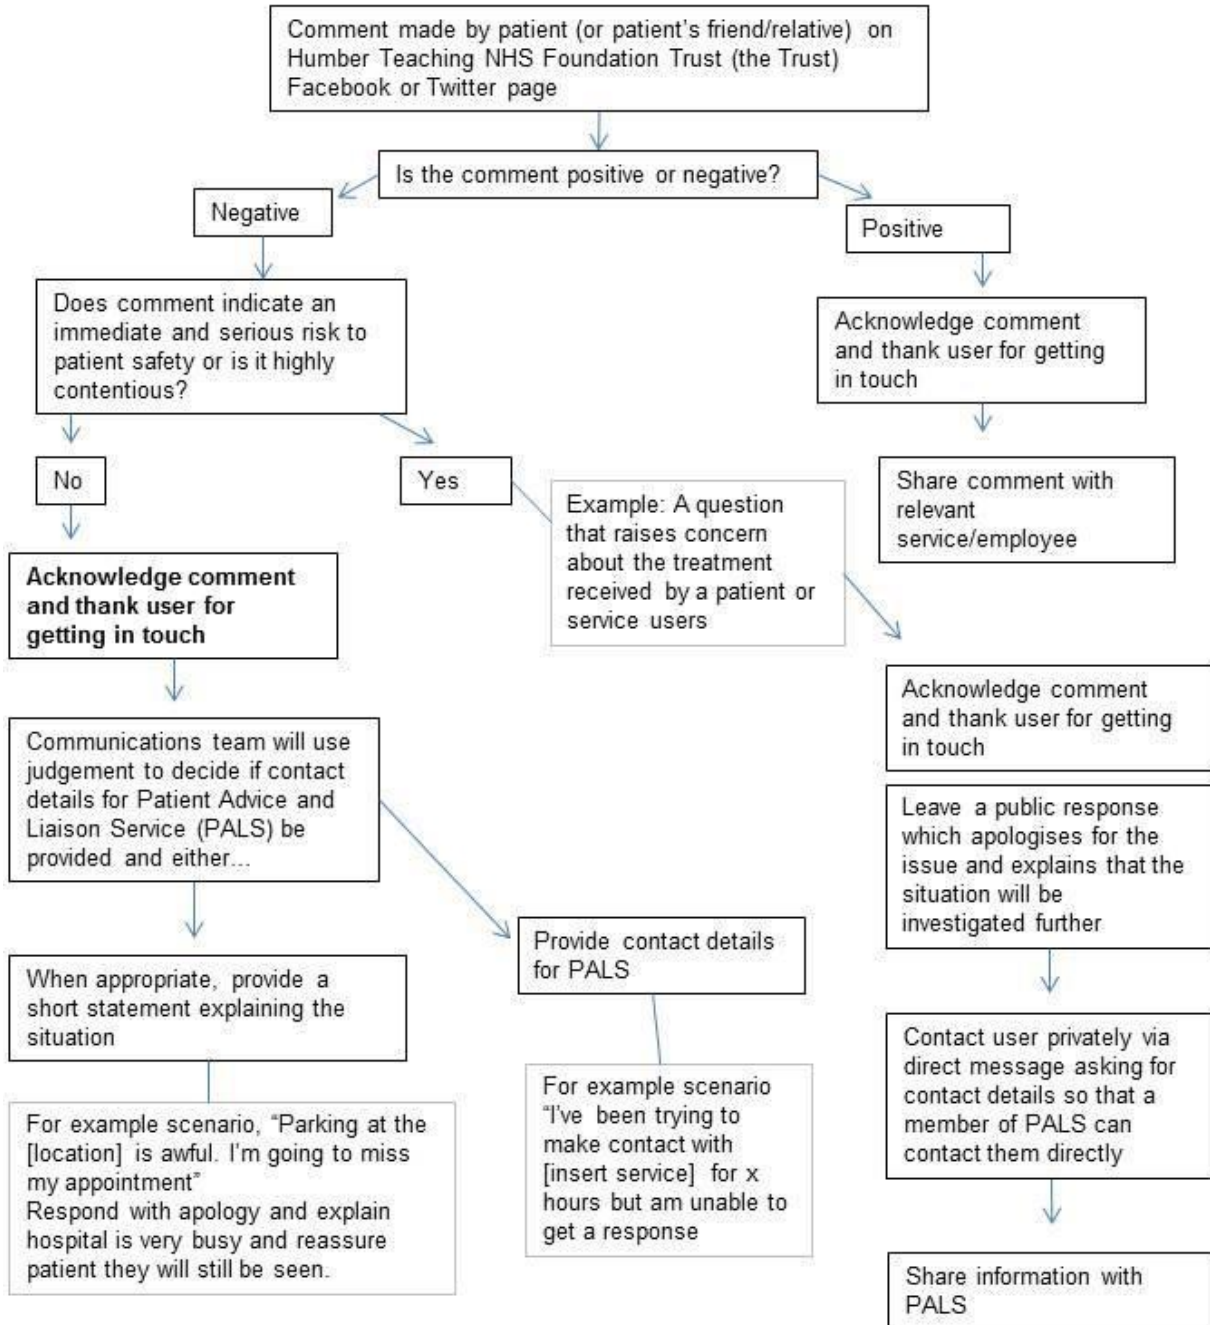 Comment made by patient (or patient's friend/relative) on
Humber Teaching NHS Foundation Trust (the Trust)
Facebook or Twitter page
Is the comment positive or negative?
Negative
Positive
Does comment indicate an
immediate and serious risk to
patient safety or is it highly
contentious?
Acknowledge comment
and thank user for getting
in touch
No
Yes
Example: A question
that raises concern
about the treatment
received by a patient or
service users
Share comment with
relevant
service/employee
Acknowledge comment
and thank user for
getting in touch
Acknowledge comment
and thank user for getting
in touch
Communications team will use
judgement to decide if contact
details for Patient Advice and
Liaison Service (PALS) be
provided and either...
Leave a public response
which apologises for the
issue and explains that the
situation will be
investigated further
Provide contact details
for PALS
When appropriate, provide a
short statement explaining the
situation
Contact user privately via
direct message asking for
contact details so that a
member of PALS can
contact them directly
For example scenario, "Parking at the
[location] is awful. I'm going to miss
my appointment"
Respond with apology and explain
hospital is very busy and reassure
patient they will still be seen.
For example scenario
"I've been trying to
make contact with
[insert service] for x
hours but am unable to
get a response
Share information with
PALS